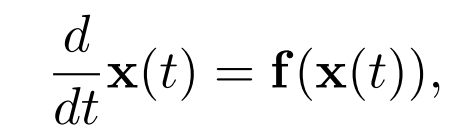 d/dt x(t) = f(x(t)),